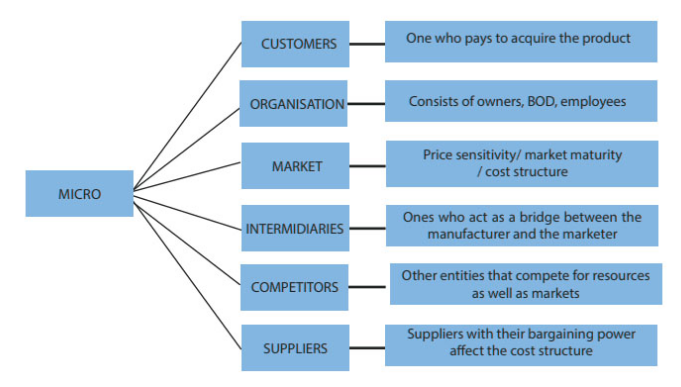 MICRO
CUSTOMERS
One who pays to acquire the product
ORGANISATION
Consists of owners, BOD, employees
MARKET
Price sensitivity/ market maturity
/ cost structure
INTERMIDIARIES
Ones who act as a bridge between the
manufacturer and the marketer
COMPETITORS
Other entities that compete for resources
as well as markets
SUPPLIERS
Suppliers with their bargaining power
affect the cost structure